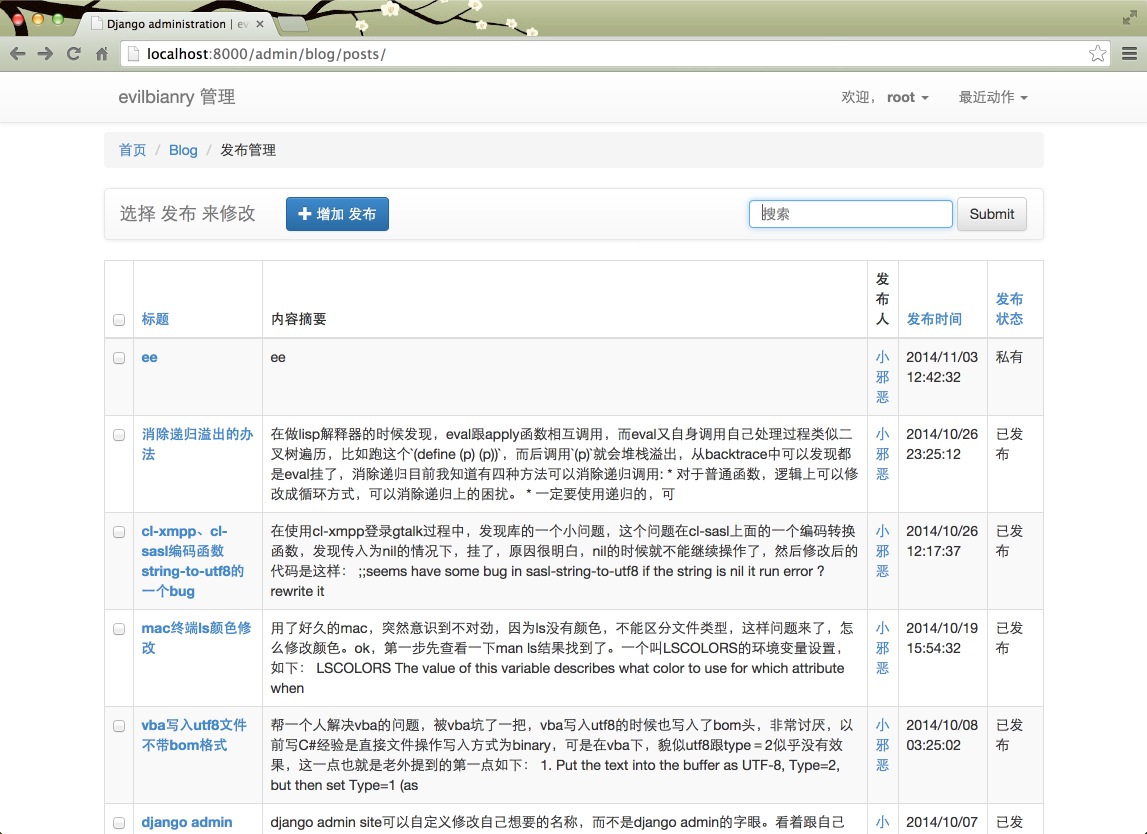 Django administration | ev
localhost:8000/admin/blog/posts/
evilbianry 管理
欢迎， root
最近动作
首页 / Blog / 发布管理
选择 发布 来修改
增加 发布
搜索
Submit
标题
内容摘要
发
布
人
发布时间
发布
状态
ee
ee
小
邪
恶
2014/11/03
12:42:32
私有
消除递归溢出的办
法
在做lisp解释器的时候发现，eval跟apply函数相互调用，而eval又自身调用自己处理过程类似二
叉树遍历，比如跑这个`(define (p) (p))`，而后调用`(p)`就会堆栈溢出，从backtrace中可以发现都
是eval挂了，消除递归目前我知道有四种方法可以消除递归调用: * 对于普通函数，逻辑上可以修
改成循环方式，可以消除递归上的困扰。 * 一定要使用递归的，可
小
邪
恶
2014/10/26
23:25:12
已发
布
cl-xmpp、cl-
sasl编码函数
string-to-utf8的
一个bug
在使用cl-xmpp登录gtalk过程中，发现库的一个小问题，这个问题在cl-sasl上面的一个编码转换
函数，发现传入为nil的情况下，挂了，原因很明白，nil的时候就不能继续操作了，然后修改后的
代码是这样： ;;seems have some bug in sasl-string-to-utf8 if the string is nil it run error ?
rewrite it
小
邪
恶
2014/10/26
12:17:37
已发
布
mac终端ls颜色修
改
用了好久的mac，突然意识到不对劲，因为ls没有颜色，不能区分文件类型，这样问题来了，怎
么修改颜色。ok，第一步先查看一下man ls结果找到了。一个叫LSCOLORS的环境变量设置，
如下： LSCOLORS The value of this variable describes what color to use for which attribute
when
小
邪
恶
2014/10/19
15:54:32
已发
布
vba写入utf8文件
不带bom格式
帮一个人解决vba的问题，被vba坑了一把，vba写入utf8的时候也写入了bom头，非常讨厌，以
前写C#经验是直接文件操作写入方式为binary，可是在vba下，貌似utf8跟type = 2似乎没有效
果，这一点也就是老外提到的第一点如下： 1. Put the text into the buffer as UTF-8, Type=2,
but then set Type=1 (as
小
邪
恶
2014/10/08
03:25:02
已发
布
django admin
django admin site可以自定义修改自己想要的名称，而不是django admin的字眼。看着跟自己
小
2014/10/07
已发